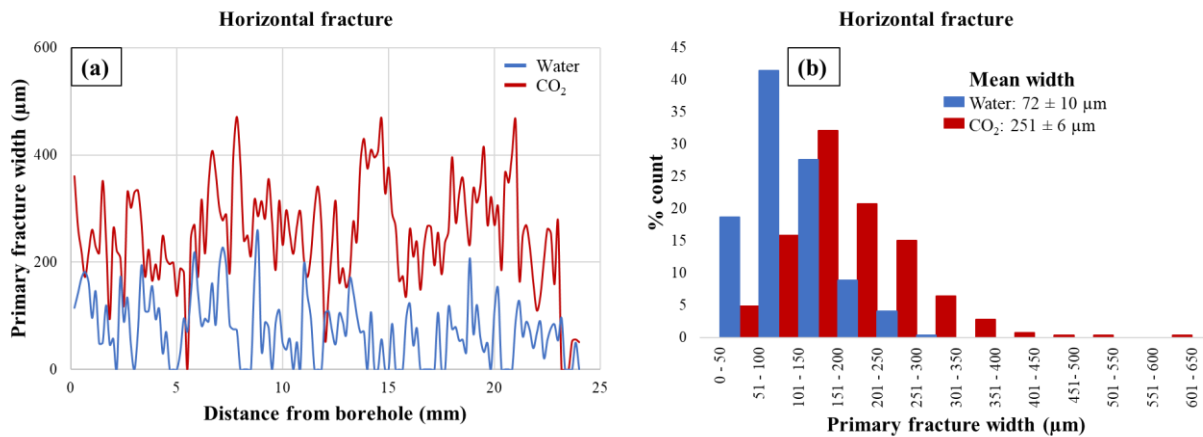 Horizontal fracture
(a)
Water
CO₂
Primary fracture width (µm)
600
400
200
0
0
5
10
15
20
25
Distance from borehole (mm)
Horizontal fracture
(b)
Mean width
Water: 72 ± 10 µm
CO₂: 251 ± 6 µm
% count
45
40
35
30
25
20
15
10
5
0
0 - 50
51 - 100
101 - 150
151 - 200
201 - 250
251 - 300
301 - 350
351 - 400
401 - 450
451 - 500
501 - 550
551 - 600
601 - 650
Primary fracture width (µm)